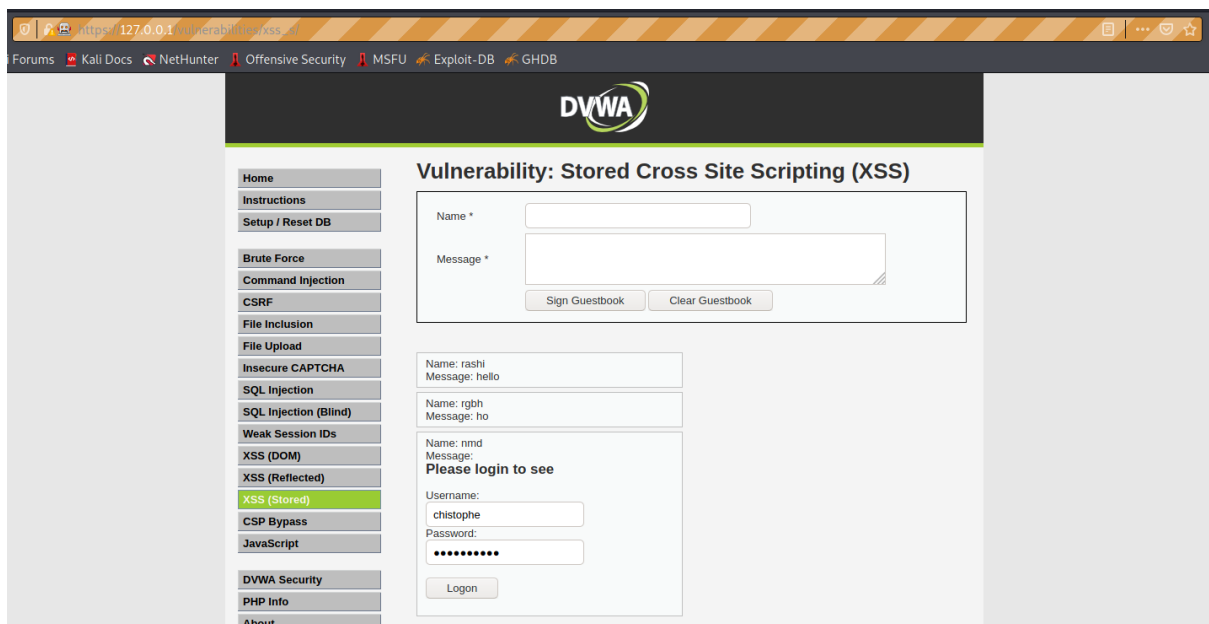 https://127.0.0.1/vulnerabilities/xss_s/
Forums Kali Docs NetHunter Offensive Security MSFU Exploit-DB GHDB
DVWA
Home
Instructions
Setup / Reset DB
Brute Force
Command Injection
CSRF
File Inclusion
File Upload
Insecure CAPTCHA
SQL Injection
SQL Injection (Blind)
Weak Session IDs
XSS (DOM)
XSS (Reflected)
XSS (Stored)
CSP Bypass
JavaScript
DVWA Security
PHP Info
About
Vulnerability: Stored Cross Site Scripting (XSS)
Name *
Message *
Sign Guestbook Clear Guestbook
Name: rashi
Message: hello
Name: rgbh
Message: ho
Name: nmd
Message:
Please login to see
Username:
chistophe
Password:
••••••••••
Logon